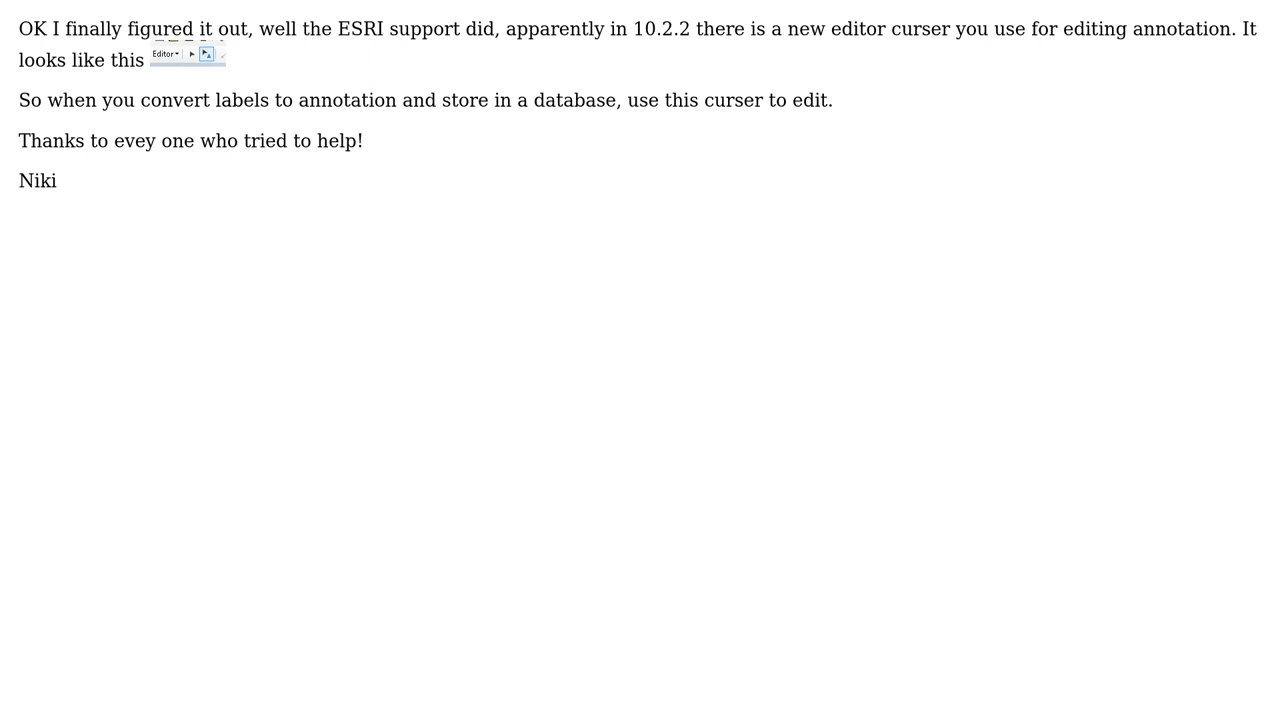 OK I finally figured it out, well the ESRI support did, apparently in 10.2.2 there is a new editor curser you use for editing annotation. It
looks like this Editor
So when you convert labels to annotation and store in a database, use this curser to edit.
Thanks to evey one who tried to help!
Niki